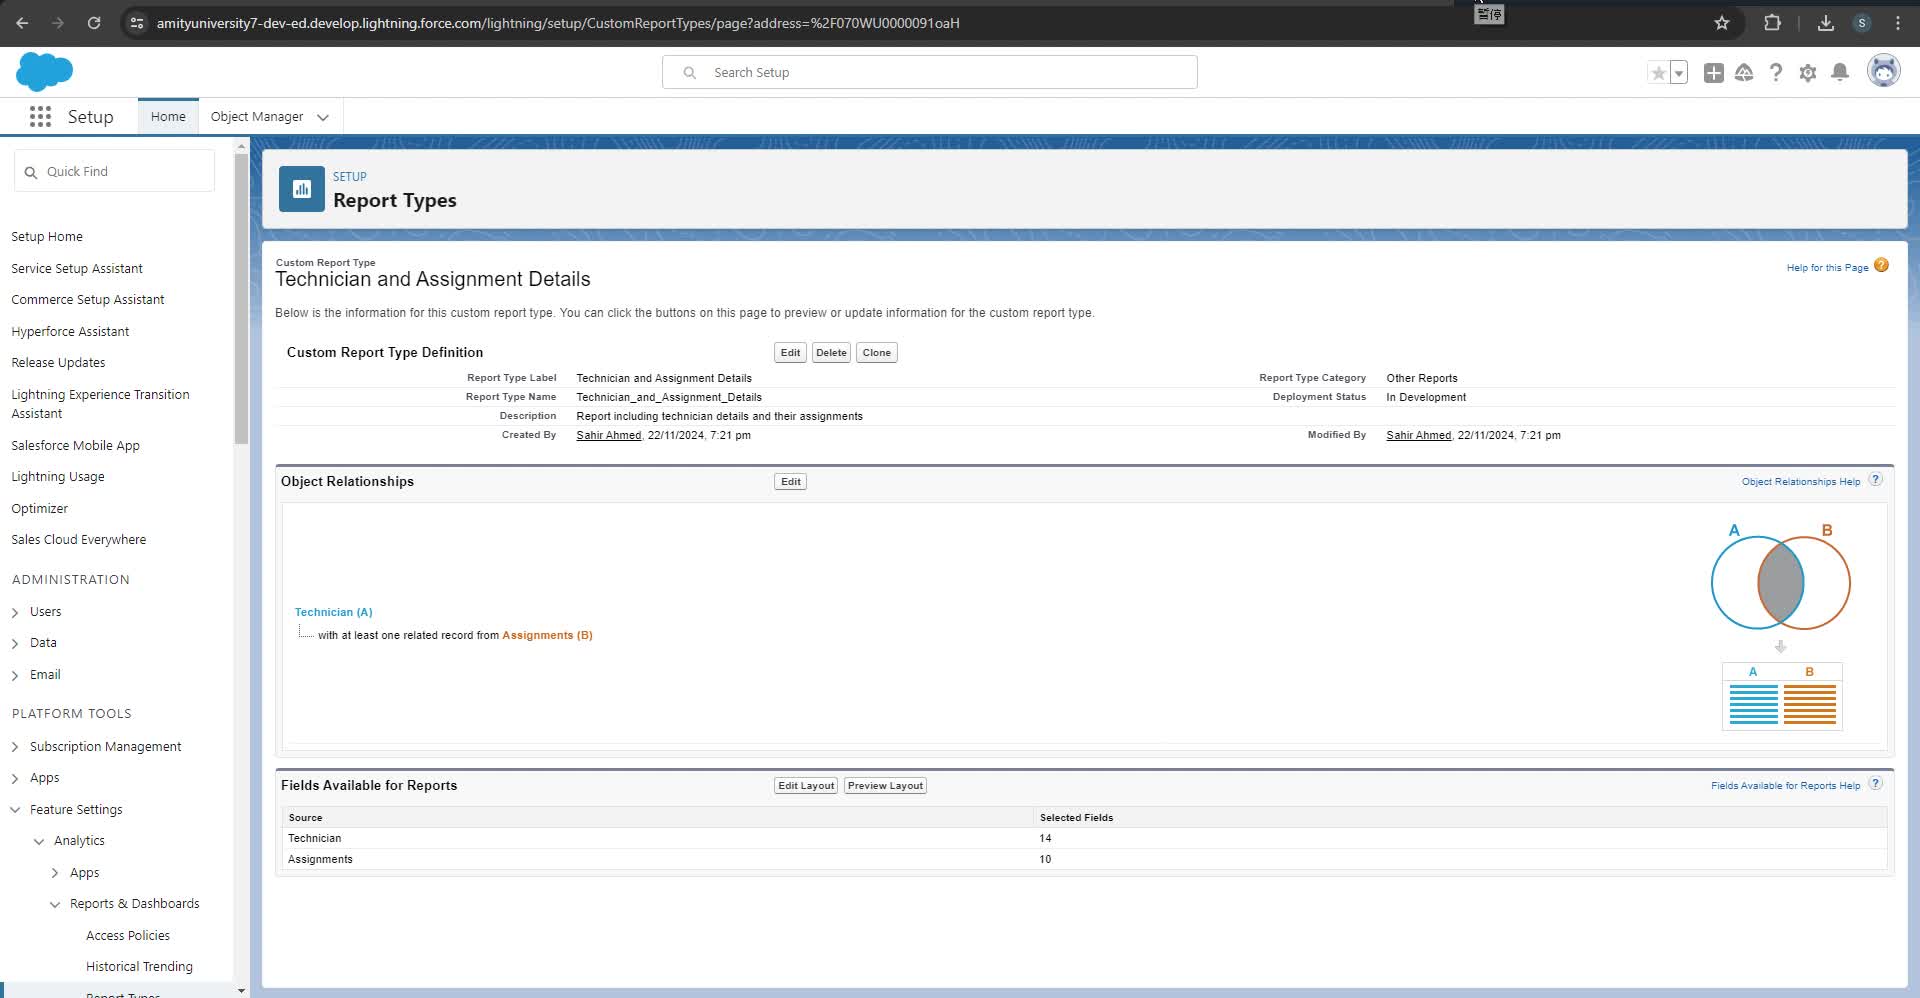 amityuniversity7-dev-ed.develop.lightning.force.com/lightning/setup/CustomReportTypes/page?address=%2F070WU0000091oaH
暂停
S
Search Setup
Setup
Home
Object Manager
Quick Find
SETUP
Report Types
Setup Home
Service Setup Assistant
Commerce Setup Assistant
Hyperforce Assistant
Release Updates
Lightning Experience Transition
Assistant
Salesforce Mobile App
Lightning Usage
Optimizer
Sales Cloud Everywhere
ADMINISTRATION
Users
Data
Email
PLATFORM TOOLS
Subscription Management
Apps
Feature Settings
Analytics
Apps
Reports & Dashboards
Access Policies
Historical Trending
Report Types
Custom Report Type
Technician and Assignment Details
Help for this Page ?
Below is the information for this custom report type. You can click the buttons on this page to preview or update information for the custom report type.
Custom Report Type Definition
Edit Delete Clone
Report Type Label Technician and Assignment Details
Report Type Category Other Reports
Report Type Name Technician_and_Assignment_Details
Deployment Status In Development
Description Report including technician details and their assignments
Created By Sahir Ahmed, 22/11/2024, 7:21 pm
Modified By Sahir Ahmed, 22/11/2024, 7:21 pm
Object Relationships
Edit
Object Relationships Help ?
Technician (A)
with at least one related record from Assignments (B)
A B
A B
Fields Available for Reports
Edit Layout Preview Layout
Fields Available for Reports Help ?
Source Selected Fields
Technician 14
Assignments 10